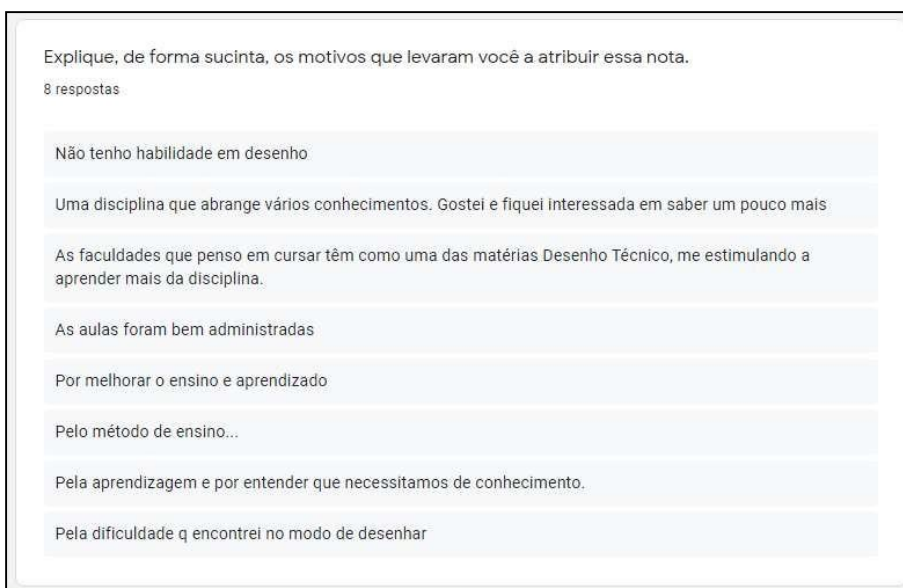 Explique, de forma sucinta, os motivos que levaram você a atribuir essa nota.
8 respostas
Não tenho habilidade em desenho
Uma disciplina que abrange vários conhecimentos. Gostei e fiquei interessada em saber um pouco mais
As faculdades que penso em cursar têm como uma das matérias Desenho Técnico, me estimulando a
aprender mais da disciplina.
As aulas foram bem administradas
Por melhorar o ensino e aprendizado
Pelo método de ensino...
Pela aprendizagem e por entender que necessitamos de conhecimento.
Pela dificuldade q encontrei no modo de desenhar